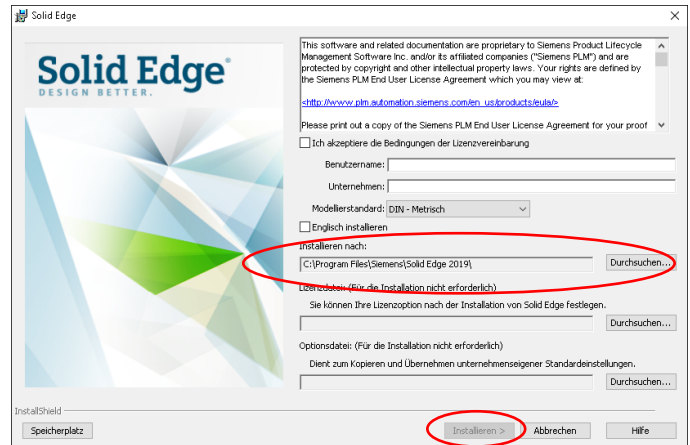 Solid Edge
Solid Edge®
DESIGN BETTER.
This software and related documentation are proprietary to Siemens Product Lifecycle
Management Software Inc. and/or its affiliated companies ("Siemens PLM") and are
protected by copyright and other intellectual property laws. Your rights are defined by
the Siemens PLM End User License Agreement which you may view at:
<http://www.plm.automation.siemens.com/en_us/products/eula/>
Please print out a copy of the Siemens PLM End User License Agreement for your proof
Ich akzeptiere die Bedingungen der Lizenzvereinbarung
Benutzername:
Unternehmen:
Modellierstandard: DIN - Metrisch
Englisch installieren
Installieren nach:
C:\Program Files\Siemens\Solid Edge 2019\ Durchsuchen...
Lizenzdatei: (Für die Installation nicht erforderlich)
Sie können Ihre Lizenzoption nach der Installation von Solid Edge festlegen.
Durchsuchen...
Optionsdatei: (Für die Installation nicht erforderlich)
Dient zum Kopieren und Übernehmen unternehmenseigener Standardeinstellungen.
Durchsuchen...
InstallShield
Speicherplatz Installieren > Abbrechen Hilfe